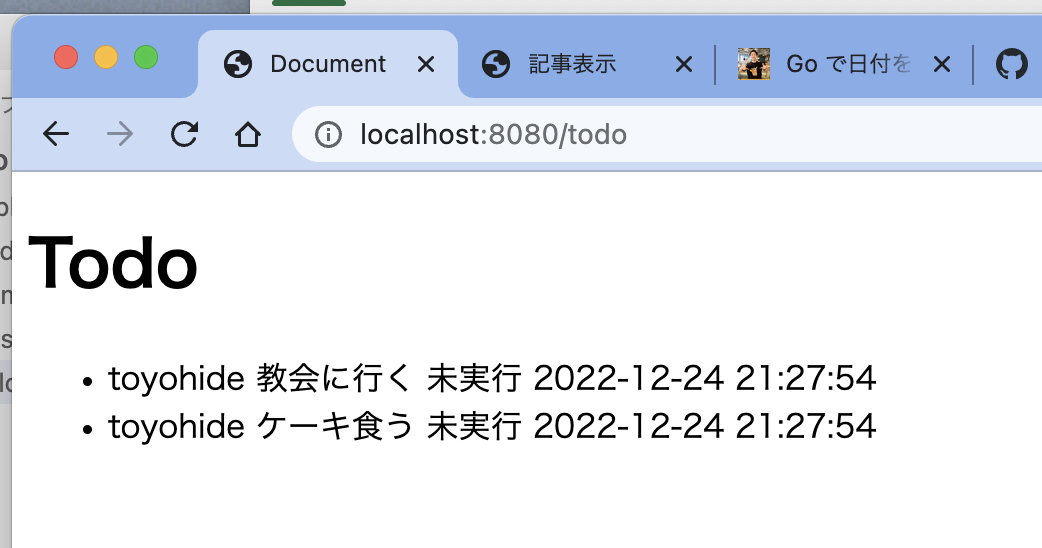 Document
記事表示
Go で日付を
localhost:8080/todo
Todo
• toyohide 教会に行く 未実行 2022-12-24 21:27:54
• toyohide ケーキ食う 未実行 2022-12-24 21:27:54